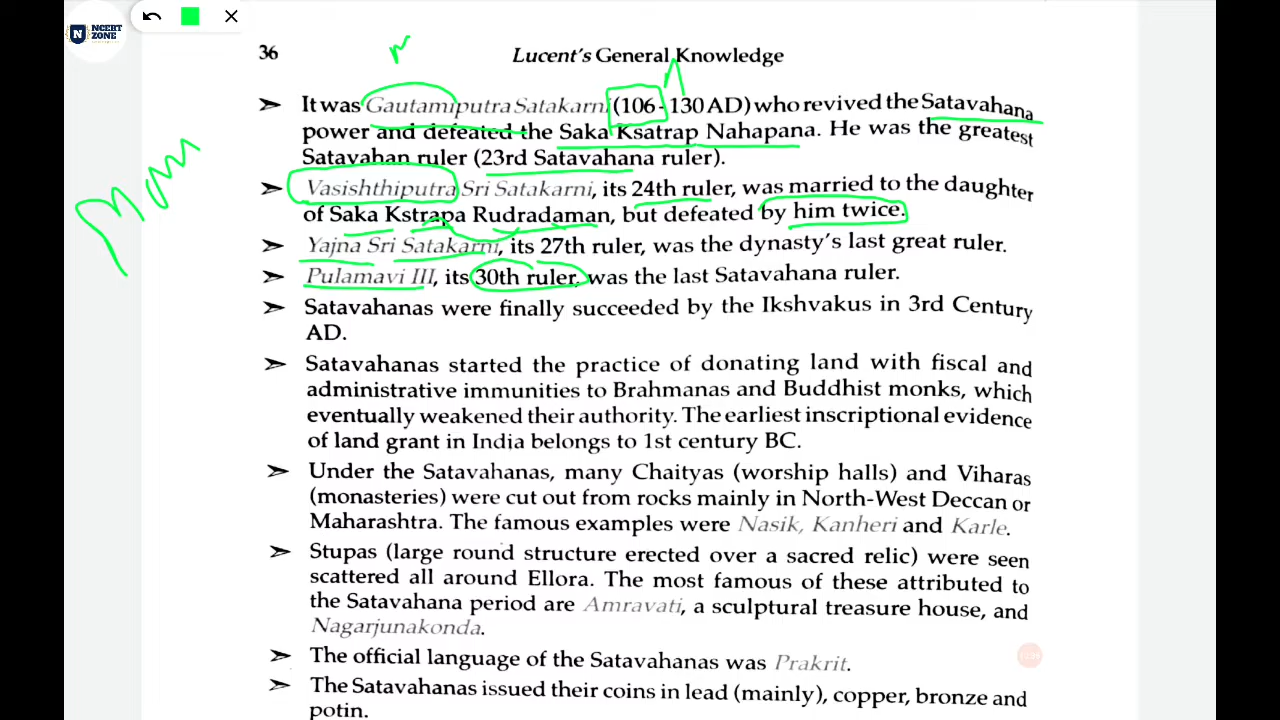 NCERT
ZONE
36
Lucent's General Knowledge
➢ It was Gautamiputra Satakarni (106-130 AD) who revived the Satavahana
power and defeated the Saka Ksatrap Nahapana. He was the greatest
Satavahan ruler (23rd Satavahana ruler).
➢ Vasishthiputra Sri Satakarni, its 24th ruler, was married to the daughter
of Saka Kstrapa Rudradaman, but defeated by him twice.
➢ Yajna Sri Satakarni, its 27th ruler, was the dynasty's last great ruler.
➢ Pulamavi III, its 30th ruler, was the last Satavahana ruler.
➢ Satavahanas were finally succeeded by the Ikshvakus in 3rd Century
AD.
➢ Satavahanas started the practice of donating land with fiscal and
administrative immunities to Brahmanas and Buddhist monks, which
eventually weakened their authority. The earliest inscriptional evidence
of land grant in India belongs to 1st century BC.
➢ Under the Satavahanas, many Chaityas (worship halls) and Viharas
(monasteries) were cut out from rocks mainly in North-West Deccan or
Maharashtra. The famous examples were Nasik, Kanheri and Karle.
➢ Stupas (large round structure erected over a sacred relic) were seen
scattered all around Ellora. The most famous of these attributed to
the Satavahana period are Amravati, a sculptural treasure house, and
Nagarjunakonda.
➢ The official language of the Satavahanas was Prakrit.
➢ The Satavahanas issued their coins in lead (mainly), copper, bronze and
potin.